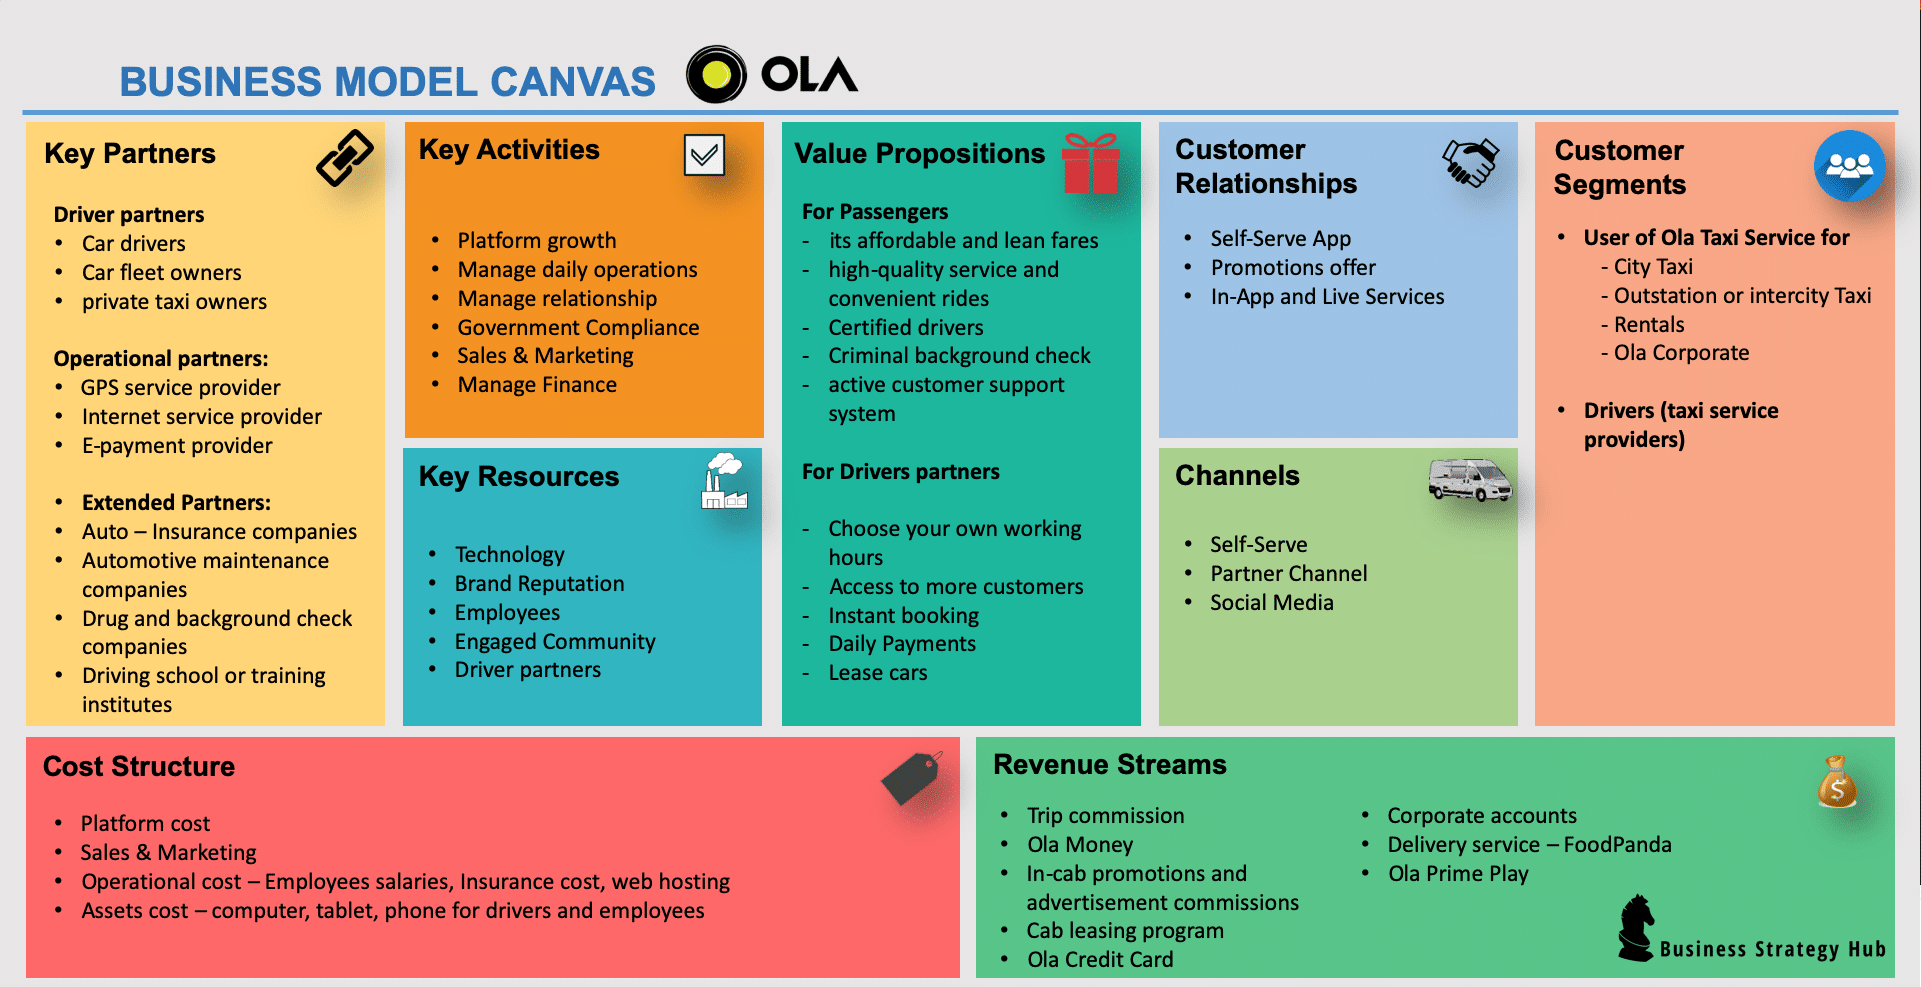 BUSINESS MODEL CANVAS OLA
Key Partners
Driver partners
• Car drivers
• Car fleet owners
• private taxi owners
Operational partners:
• GPS service provider
• Internet service provider
• E-payment provider
• Extended Partners:
• Auto – Insurance companies
• Automotive maintenance
companies
• Drug and background check
companies
• Driving school or training
institutes
Key Activities
• Platform growth
• Manage daily operations
• Manage relationship
• Government Compliance
• Sales & Marketing
• Manage Finance
Key Resources
• Technology
• Brand Reputation
• Employees
• Engaged Community
• Driver partners
Value Propositions
For Passengers
- its affordable and lean fares
- high-quality service and
convenient rides
- Certified drivers
- Criminal background check
- active customer support
system
For Drivers partners
- Choose your own working
hours
- Access to more customers
- Instant booking
- Daily Payments
- Lease cars
Customer
Relationships
• Self-Serve App
• Promotions offer
• In-App and Live Services
Channels
• Self-Serve
• Partner Channel
• Social Media
Customer
Segments
• User of Ola Taxi Service for
- City Taxi
- Outstation or intercity Taxi
- Rentals
- Ola Corporate
• Drivers (taxi service
providers)
Cost Structure
• Platform cost
• Sales & Marketing
• Operational cost – Employees salaries, Insurance cost, web hosting
• Assets cost – computer, tablet, phone for drivers and employees
Revenue Streams
• Trip commission
• Ola Money
• In-cab promotions and
advertisement commissions
• Cab leasing program
• Ola Credit Card
• Corporate accounts
• Delivery service – FoodPanda
• Ola Prime Play
$
Business Strategy Hub